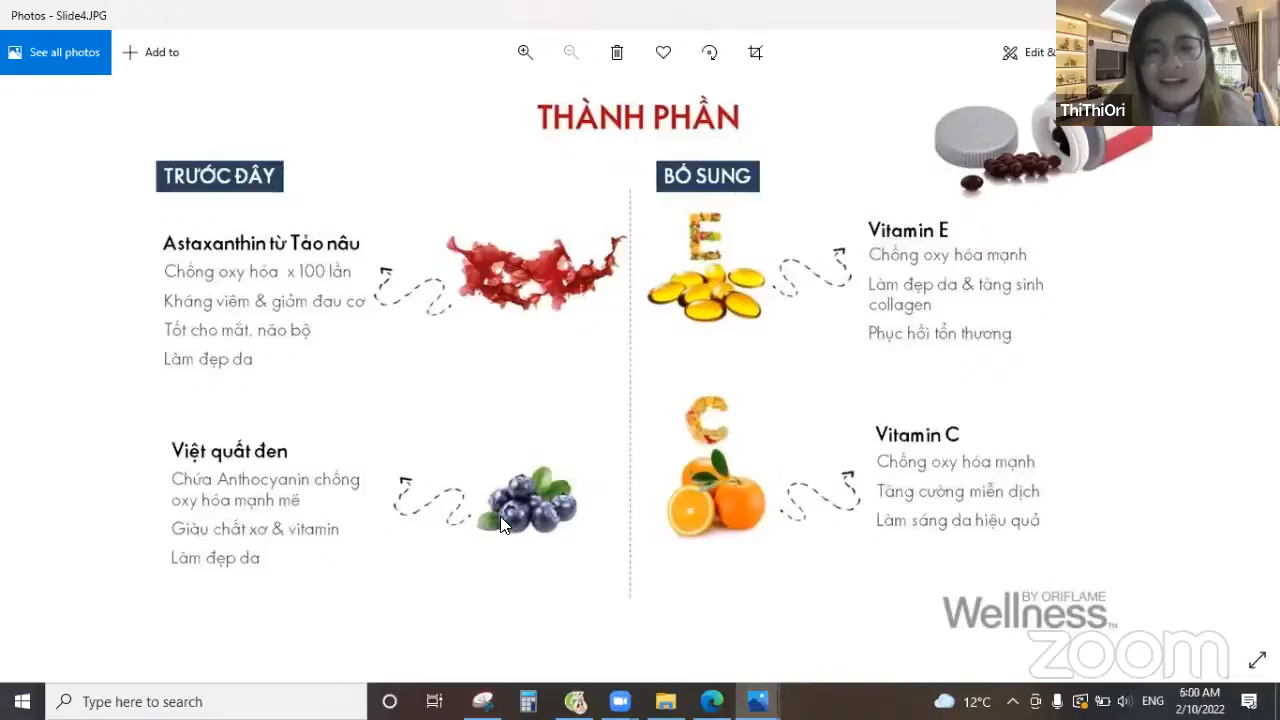 Photos - Slide4.JPG
See all photos
Add to
Edit &
ThiThiOri
THÀNH PHẦN
TRƯỚC ĐÂY
Astaxanthin từ Tảo nâu
Chống oxy hóa x100 lần
Kháng viêm & giảm đau cơ
Tốt cho mắt, não bộ
Làm đẹp da
Việt quất đen
Chứa Anthocyanin chống
oxy hóa mạnh mẽ
Giàu chất xơ & vitamin
Làm đẹp da
BỔ SUNG
E
Vitamin E
Chống oxy hóa mạnh
Làm đẹp da & tăng sinh
collagen
Phục hồi tổn thương
C
Vitamin C
Chống oxy hóa mạnh
Tăng cường miễn dịch
Làm sáng da hiệu quả
BY ORIFLAME
Wellness™
zoom
Type here to search
12°C
ENG
6:00 AM
2/10/2022